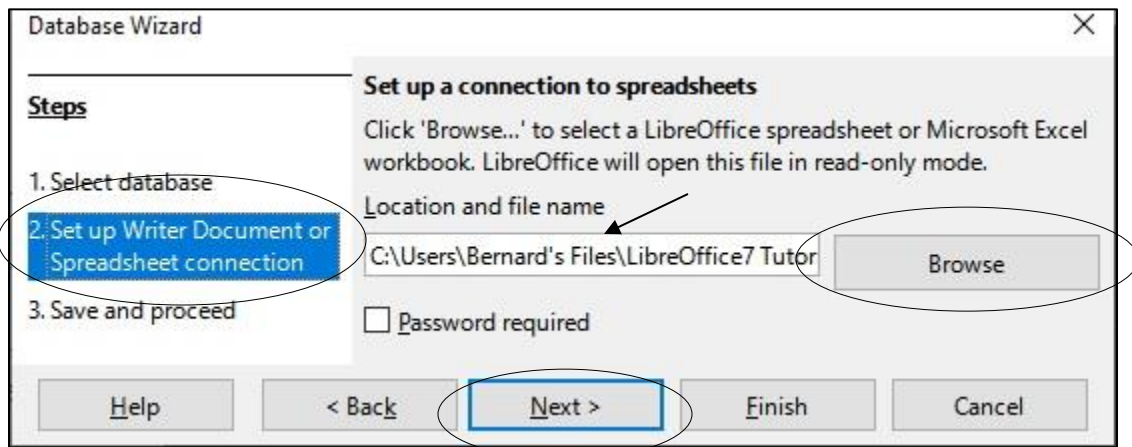 Database Wizard
Steps
1. Select database
2. Set up Writer Document or
Spreadsheet connection
3. Save and proceed
Set up a connection to spreadsheets
Click 'Browse...' to select a LibreOffice spreadsheet or Microsoft Excel
workbook. LibreOffice will open this file in read-only mode.
Location and file name
C:\Users\Bernard's Files\LibreOffice7 Tutor
Browse
Password required
Help
< Back
Next >
Finish
Cancel